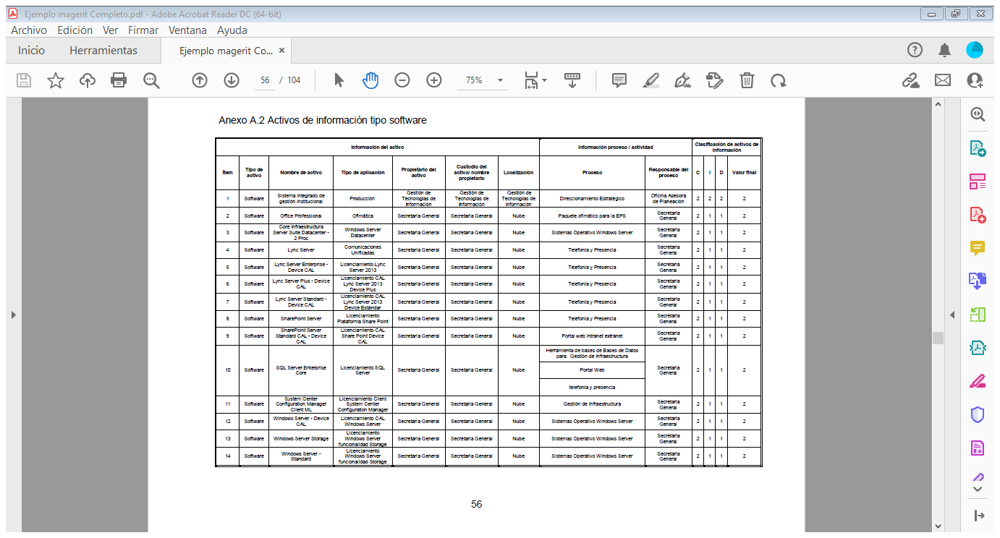 Ejemplo magerit Completo.pdf - Adobe Acrobat Reader DC (64-bit)
Archivo Edición Ver Firmar Ventana Ayuda
Inicio Herramientas Ejemplo magerit Co... ×
56 / 104 75%
Anexo A.2 Activos de información tipo software
Información del activo Información proceso / actividad Clasificación de activos de información
Ítem Tipo de activo Nombre de activo Tipo de aplicación Propietario del activo Custodio del activo/ nombre propietario Localización Proceso Responsable del proceso C I D Valor final
1 Software Sistema integrado de gestión institucional Producción Gestión de Tecnologías de Información Gestión de Tecnologías de Información Gestión de Tecnologías de Información Direccionamiento Estratégico Oficina Asesora de Planeación 2 2 2 2
2 Software Office Professional Ofimática Secretaria General Secretaria General Nube Paquete ofimático para la EPS Secretaria General 2 1 1 2
3 Software Core Infraestructura Server Suite Datacenter - 2 Proc Windows Server Datacenter Secretaria General Secretaria General Nube Sistemas Operativo Windows Server Secretaria General 2 1 1 2
4 Software Lync Server Comunicaciones Unificadas Secretaria General Secretaria General Nube Telefonía y Presencia Secretaria General 2 1 1 2
5 Software Lync Server Enterprise - Device CAL Licenciamiento Lync Server 2013 Secretaria General Secretaria General Nube Telefonía y Presencia Secretaria General 2 1 1 2
6 Software Lync Server Plus - Device CAL Licenciamiento CAL Lync Server 2013 Device Plus Secretaria General Secretaria General Nube Telefonía y Presencia Secretaria General 2 1 1 2
7 Software Lync Server Standard - Device CAL Licenciamiento CAL Lync Server 2013 Device Estándar Secretaria General Secretaria General Nube Telefonía y Presencia Secretaria General 2 1 1 2
8 Software SharePoint Server Licenciamiento Plataforma Share Point Secretaria General Secretaria General Nube Telefonía y Presencia Secretaria General 2 1 1 2
9 Software SharePoint Server Standard CAL - Device CAL Licenciamiento CAL Share Point Device CAL Secretaria General Secretaria General Nube Portal web intranet extranet Secretaria General 2 1 1 2
10 Software SQL Server Enterprise Core Licenciamiento SQL Server Secretaria General Secretaria General Nube Herramienta de bases de Bases de Datos para: Gestión de Infraestructura Portal Web telefonía y presencia Secretaria General 2 1 1 2
11 Software System Center Configuration Manager Client ML Licenciamiento Client System Center Configuration Manager Secretaria General Secretaria General Nube Gestión de Infraestructura Secretaria General 2 1 1 2
12 Software Windows Server - Device CAL Licenciamiento CAL Windows Server Secretaria General Secretaria General Nube Sistemas Operativo Windows Server Secretaria General 2 1 1 2
13 Software Windows Server Storage Licenciamiento Windows Server funcionalidad Storage Secretaria General Secretaria General Nube Sistemas Operativo Windows Server Secretaria General 2 1 1 2
14 Software Windows Server - Standard Licenciamiento Windows Server funcionalidad Storage Secretaria General Secretaria General Nube Sistemas Operativo Windows Server Secretaria General 2 1 1 2
56